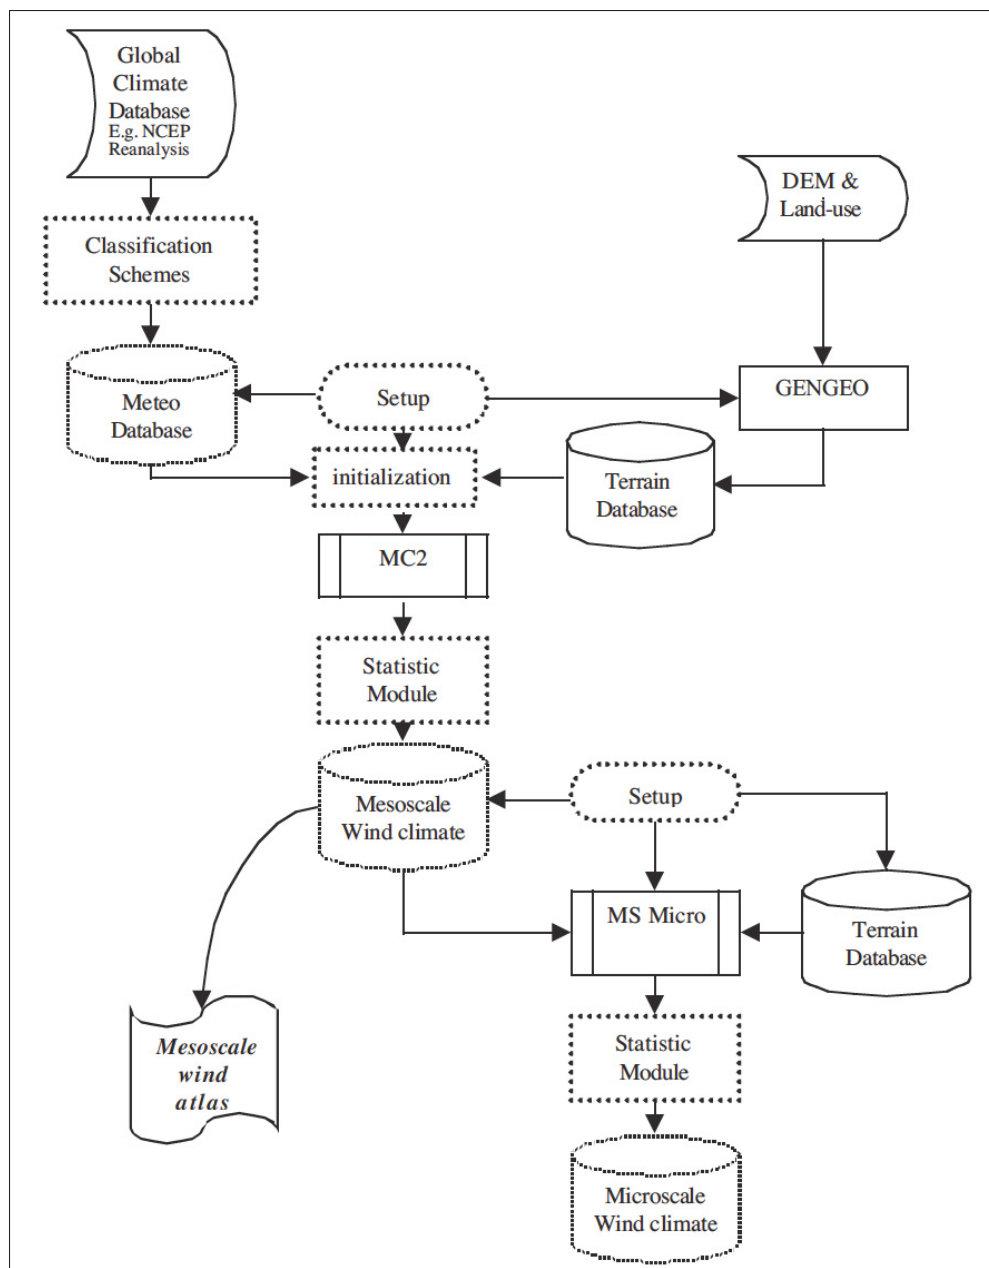 Global
Climate
Database
E.g. NCEP
Reanalysis
DEM &
Land-use
Classification
Schemes
Meteo
Database
Setup
GENGEO
initialization
Terrain
Database
MC2
Statistic
Module
Mesoscale
Wind climate
Setup
MS Micro
Terrain
Database
Mesoscale
wind
atlas
Statistic
Module
Microscale
Wind climate